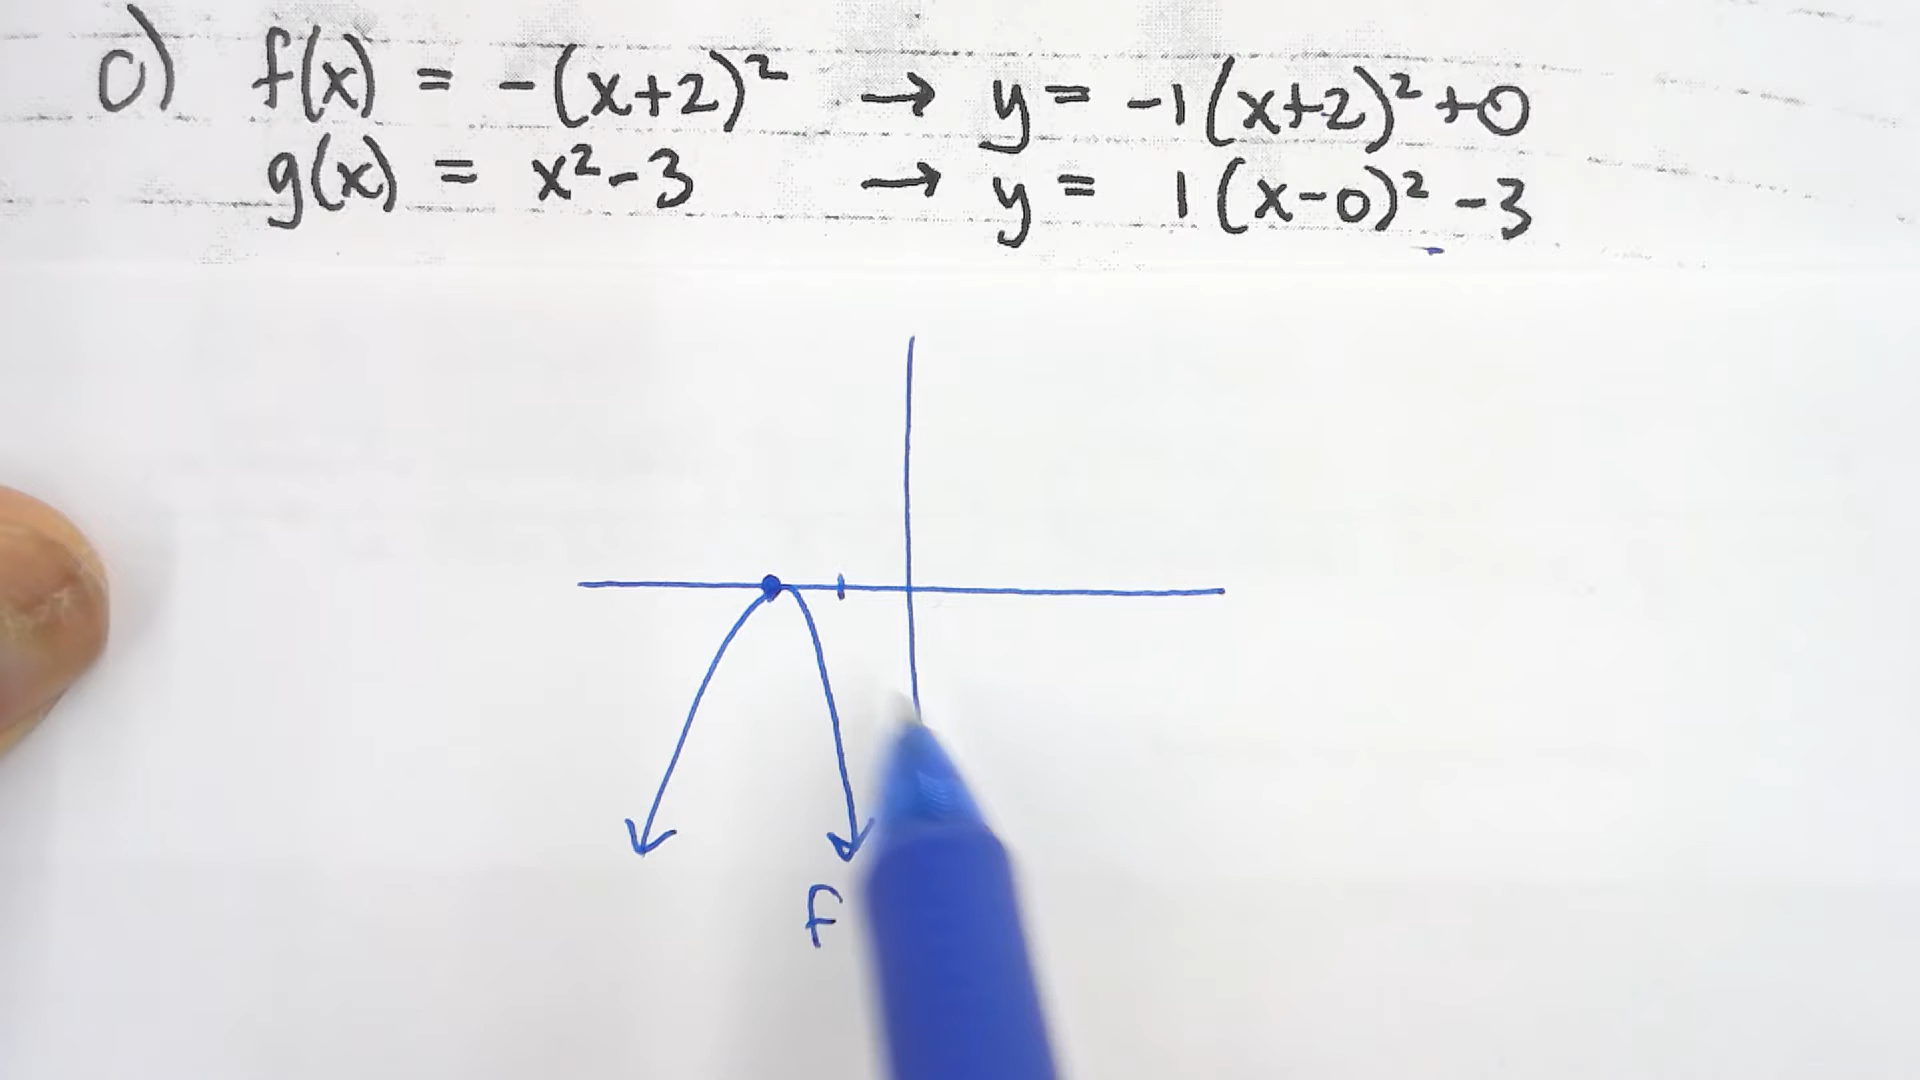 c) f(x) = -(x+2)² → y = -1(x+2)² +0
g(x) = x²-3 → y = 1(x-0)² -3
f